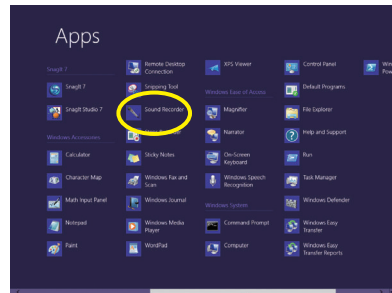 Apps
Snagit 7
Snagit 7
Snagit Studio 7
Windows Accessories
Calculator
Character Map
Math Input Panel
Notepad
Paint
Remote Desktop
Connection
Snipping Tool
Sound Recorder
Sticky Notes
Windows Fax and
Scan
Windows Journal
Windows Media
Player
WordPad
XPS Viewer
Windows Ease of Access
Magnifier
Narrator
On-Screen
Keyboard
Windows Speech
Recognition
Windows System
Command Prompt
Computer
Control Panel
Default Programs
File Explorer
Help and Support
Run
Task Manager
Windows Defender
Windows Easy
Transfer
Windows Easy
Transfer Reports